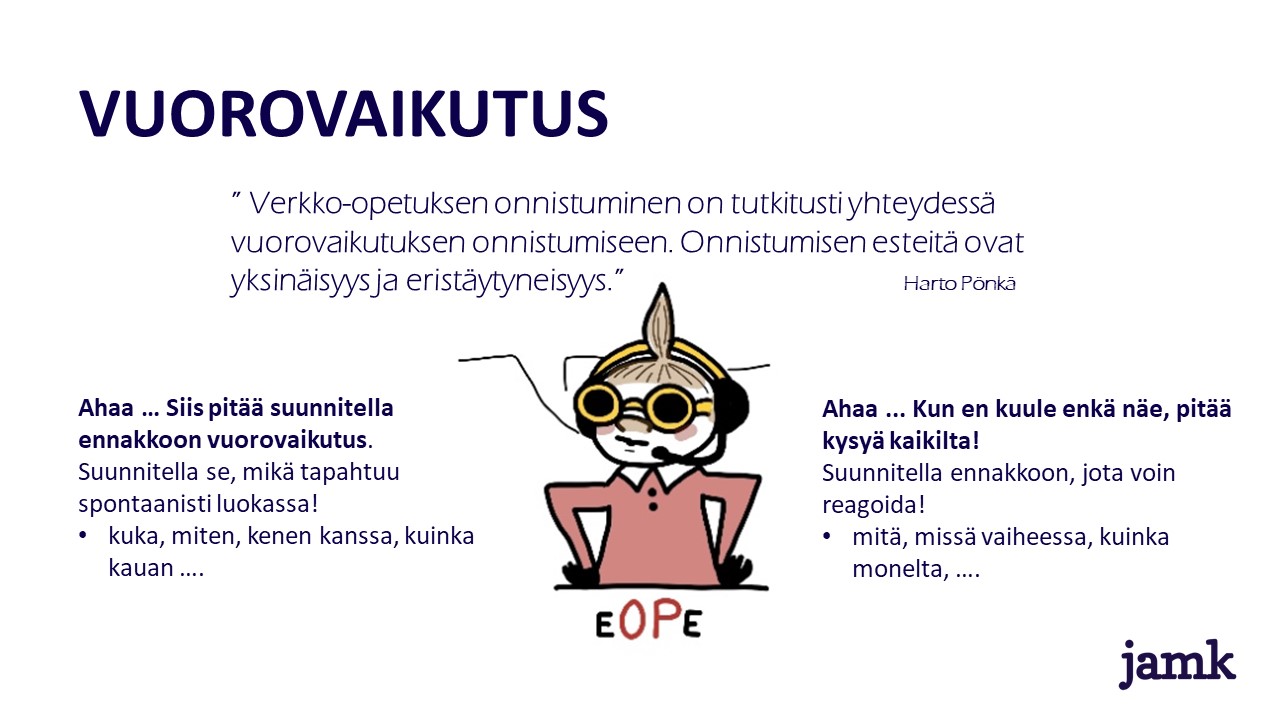 VUOROVAIKUTUS
” Verkko-opetuksen onnistuminen on tutkitusti yhteydessä
vuorovaikutuksen onnistumiseen. Onnistumisen esteitä ovat
yksinäisyys ja eristäytyneisyys.”
Harto Pönkä
Ahaa … Siis pitää suunnitella
ennakkoon vuorovaikutus.
Suunnitella se, mikä tapahtuu
spontaanisti luokassa!
• kuka, miten, kenen kanssa, kuinka
kauan ….
Ahaa ... Kun en kuule enkä näe, pitää
kysyä kaikilta!
Suunnitella ennakkoon, jota voin
reagoida!
• mitä, missä vaiheessa, kuinka
monelta, ….
EOPE
jamk